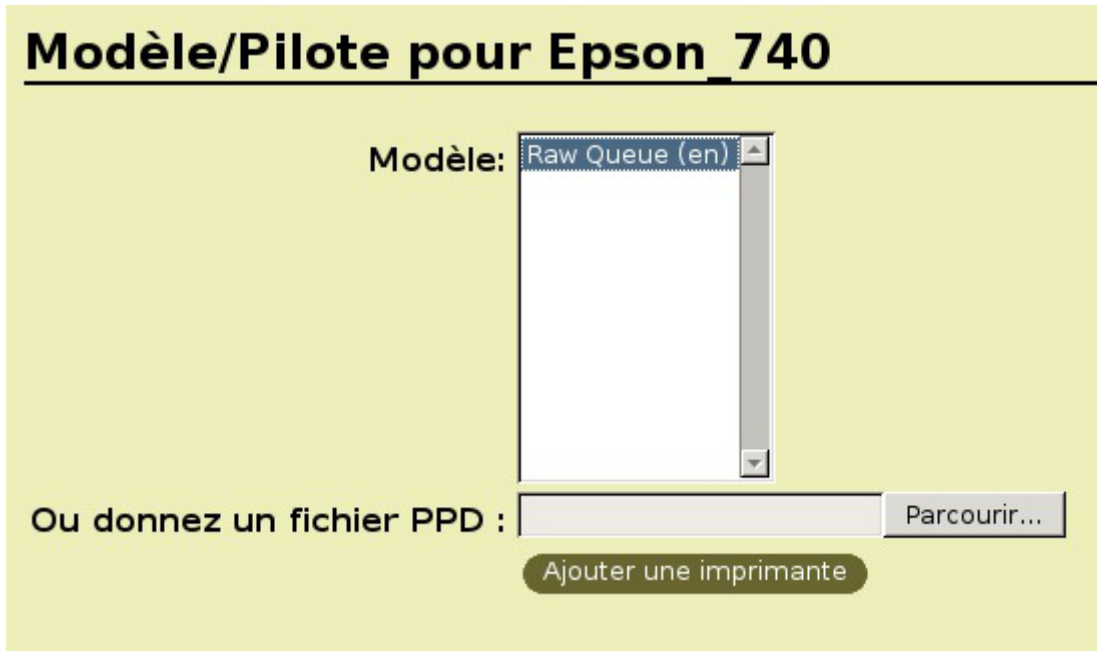 Modèle/Pilote pour Epson_740
Modèle: Raw Queue (en)
Ou donnez un fichier PPD : Parcourir...
Ajouter une imprimante